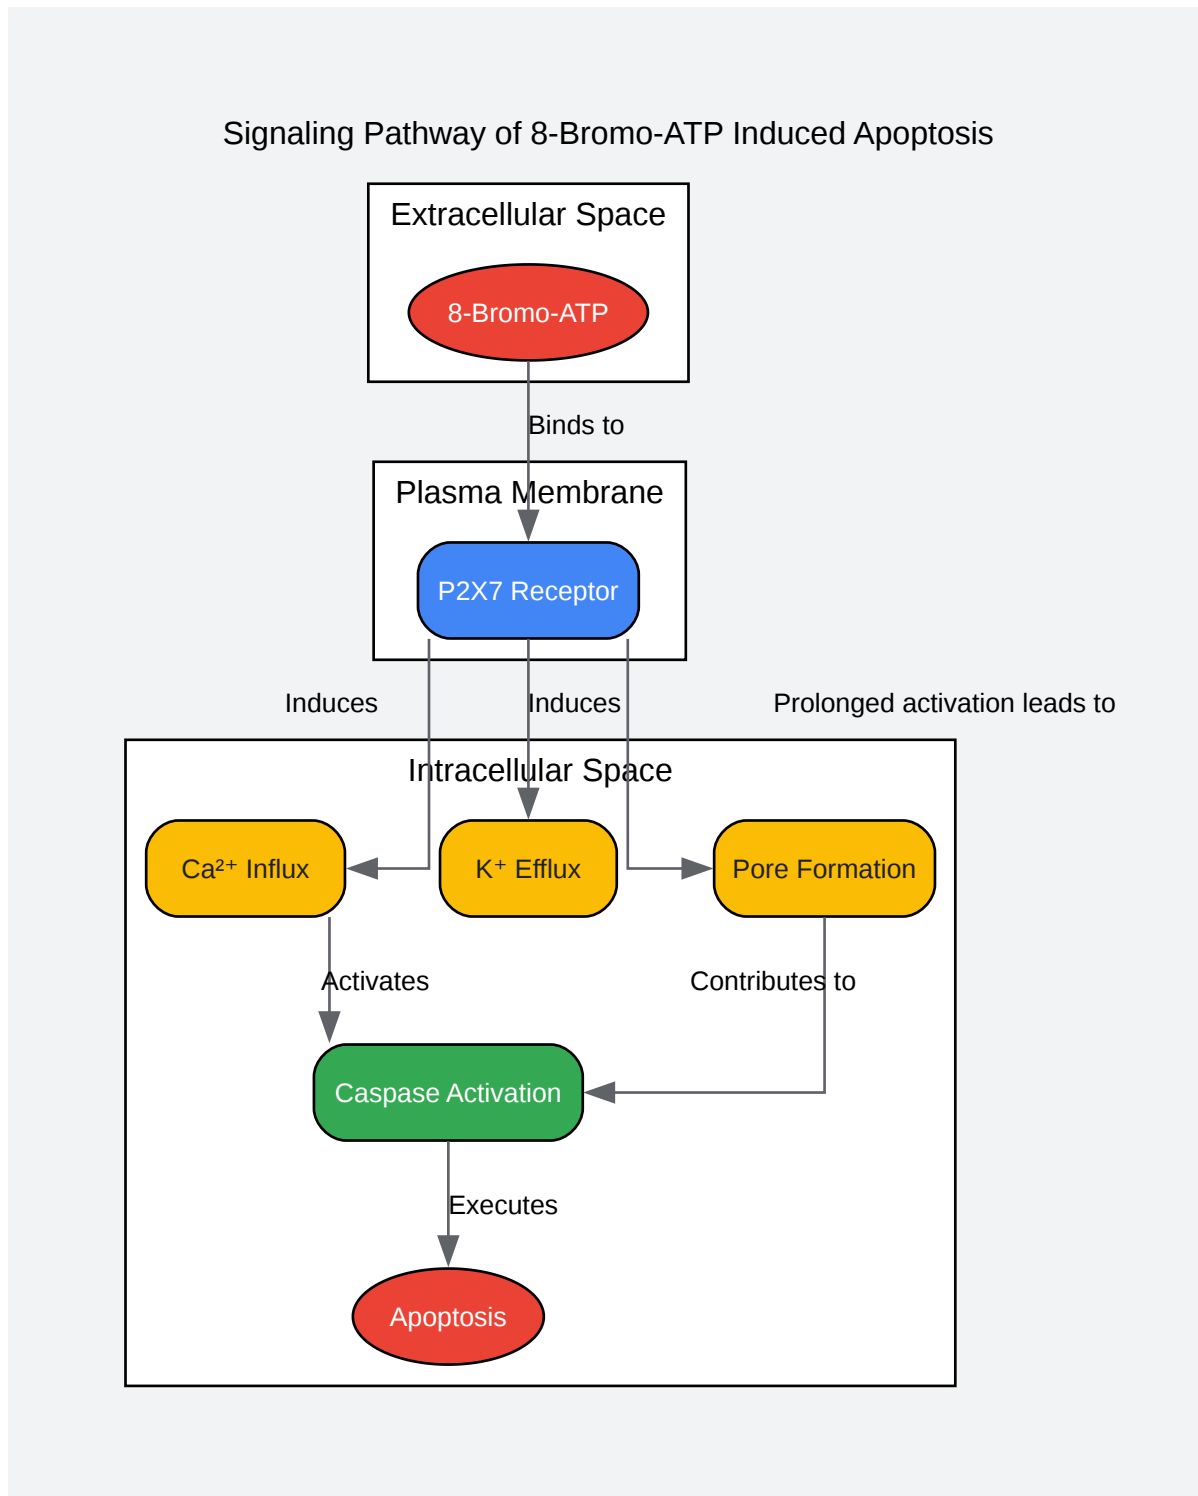 Signaling Pathway of 8-Bromo-ATP Induced Apoptosis
Extracellular Space
8-Bromo-ATP
Binds to
Plasma Membrane
P2X7 Receptor
Induces
Induces
Prolonged activation leads to
Intracellular Space
Ca²⁺ Influx
K⁺ Efflux
Pore Formation
Activates
Contributes to
Caspase Activation
Executes
Apoptosis